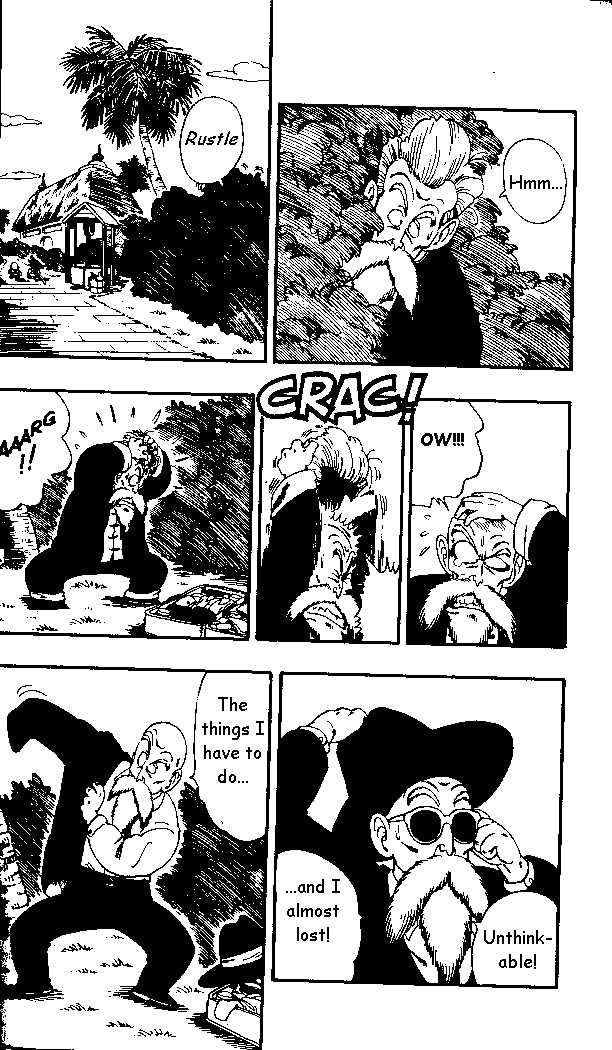 Hmm...
Rustle
OW!!!
CRAC!
AAARG
!!
...and I
almost
lost!
Unthink-
able!
The
things I
have to
do...